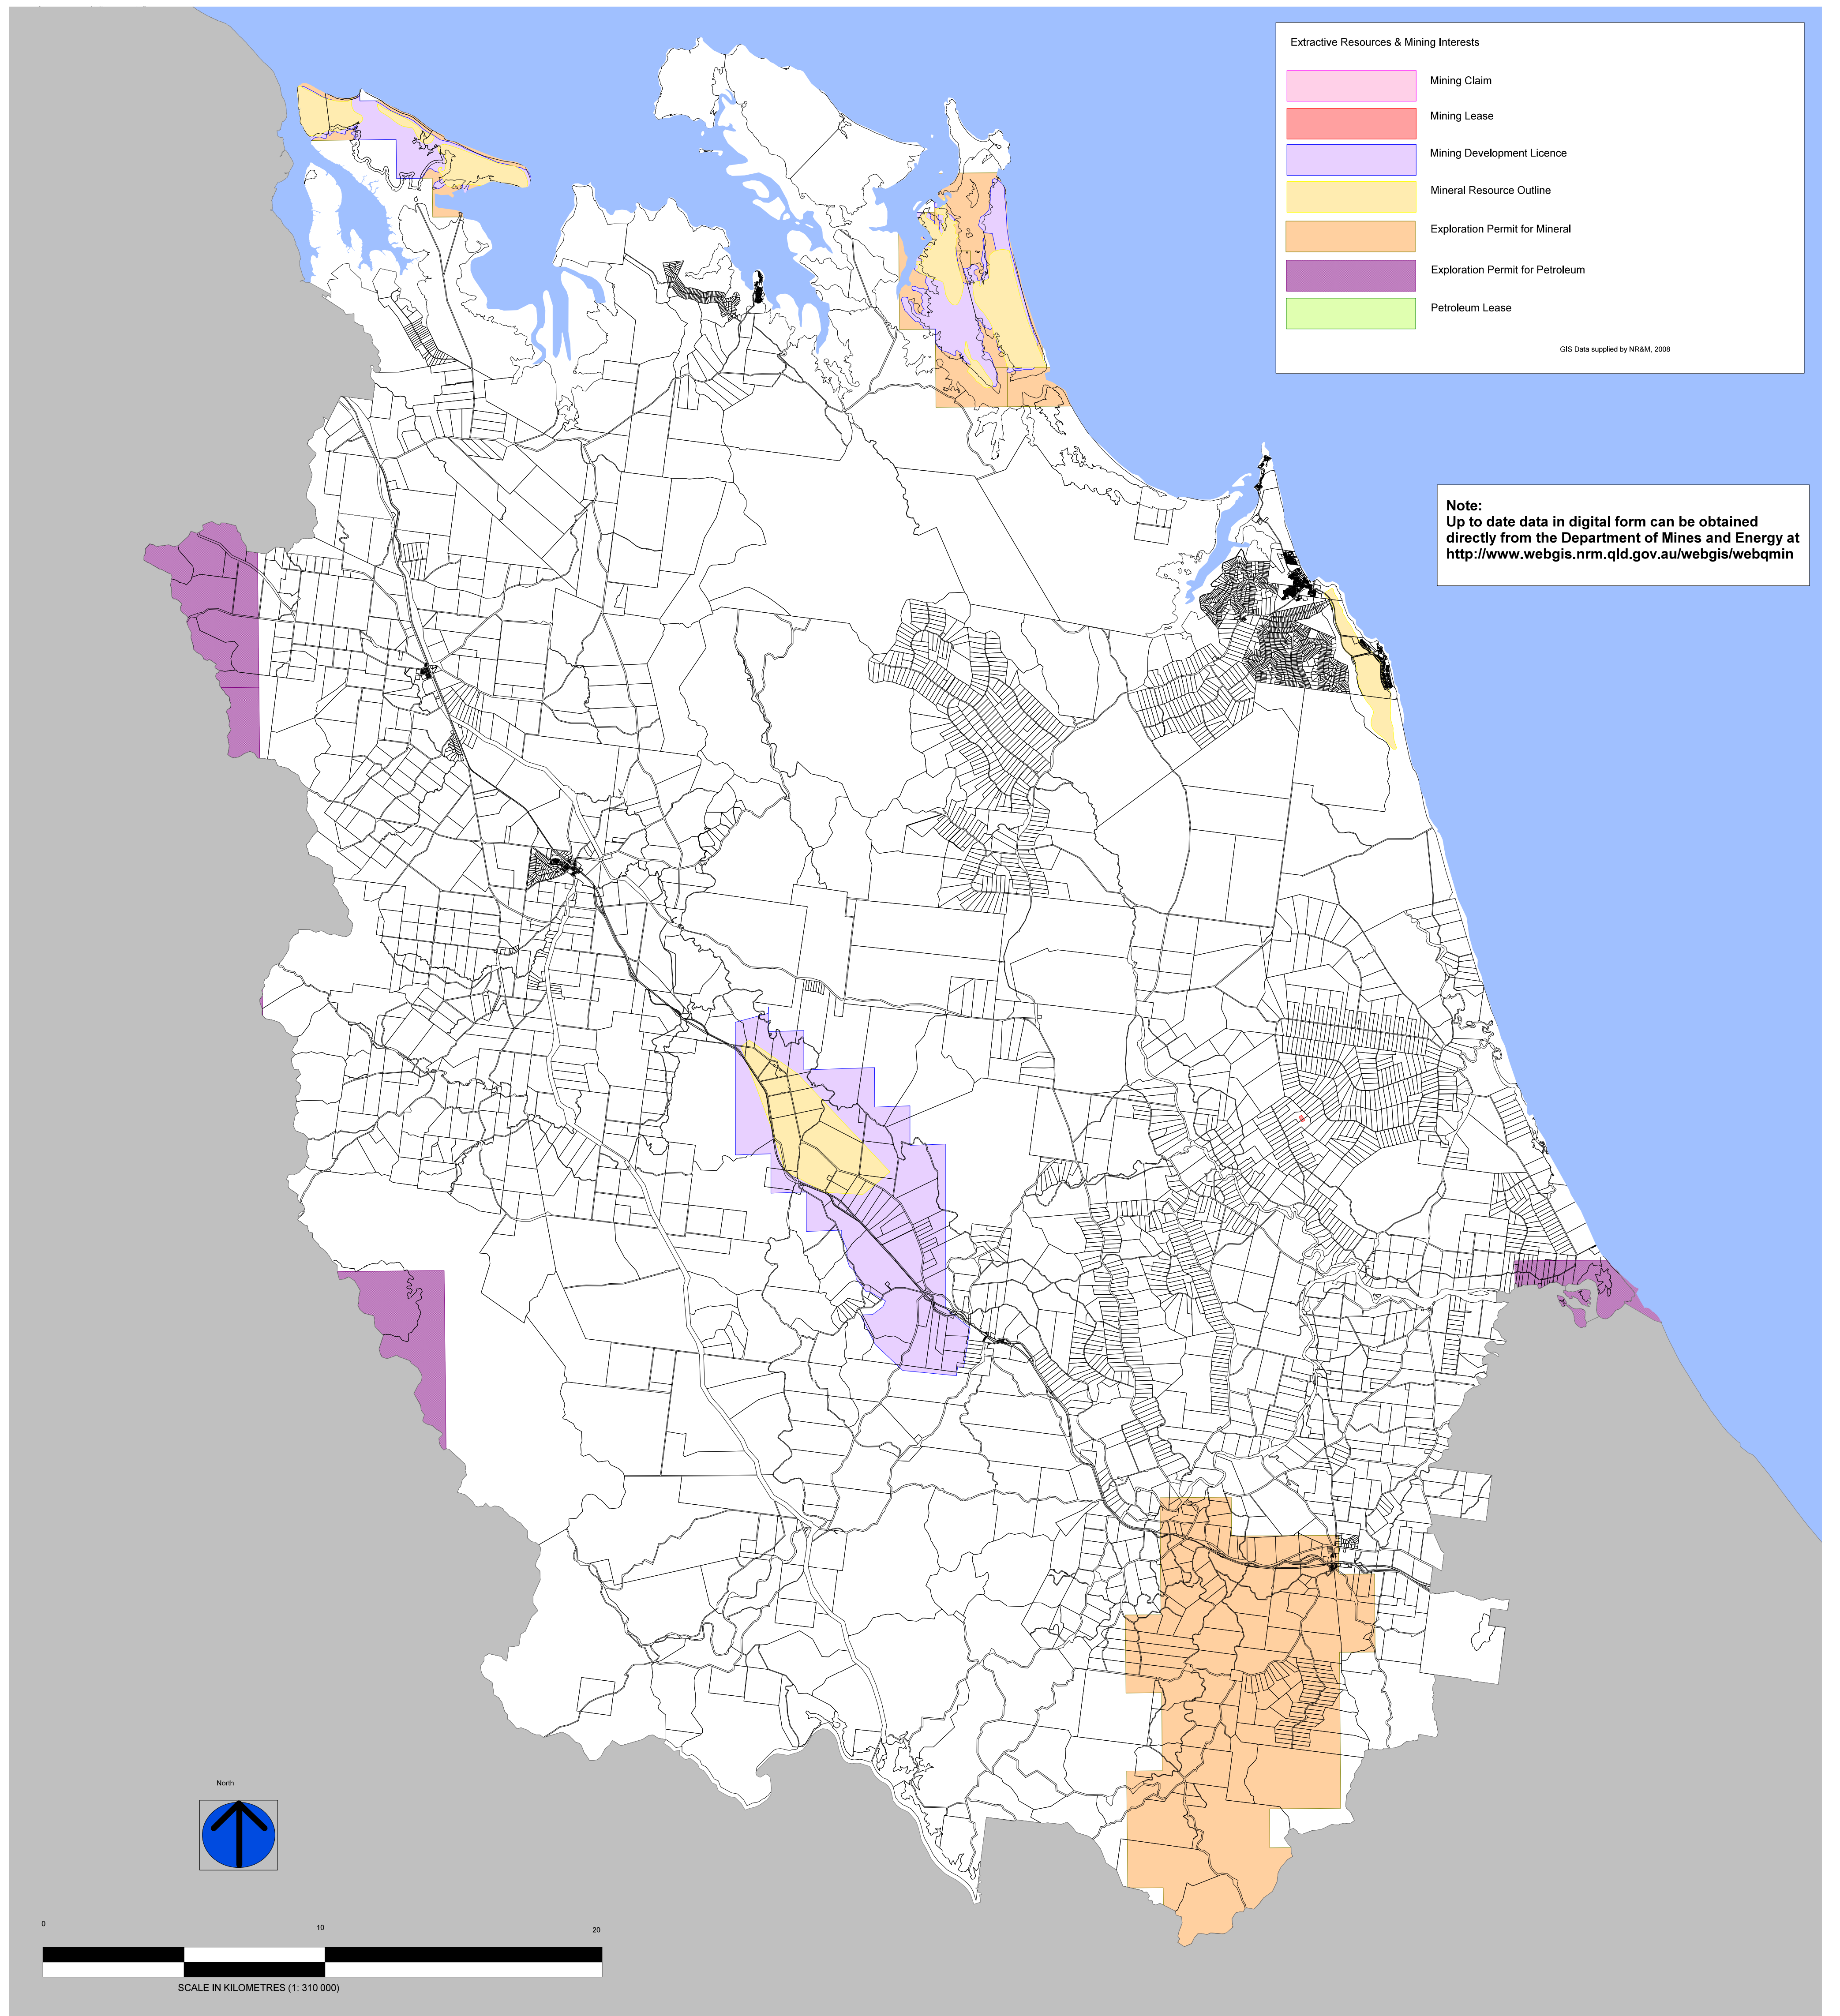 Extractive Resources & Mining Interests
Mining Claim
Mining Lease
Mining Development Licence
Mineral Resource Outline
Exploration Permit for Mineral
Exploration Permit for Petroleum
Petroleum Lease
GIS Data supplied by NR&M, 2008
Note:
Up to date data in digital form can be obtained
directly from the Department of Mines and Energy at
http://www.webgis.nrm.qld.gov.au/webgis/webqmin
North
0
10
20
SCALE IN KILOMETRES (1: 310 000)